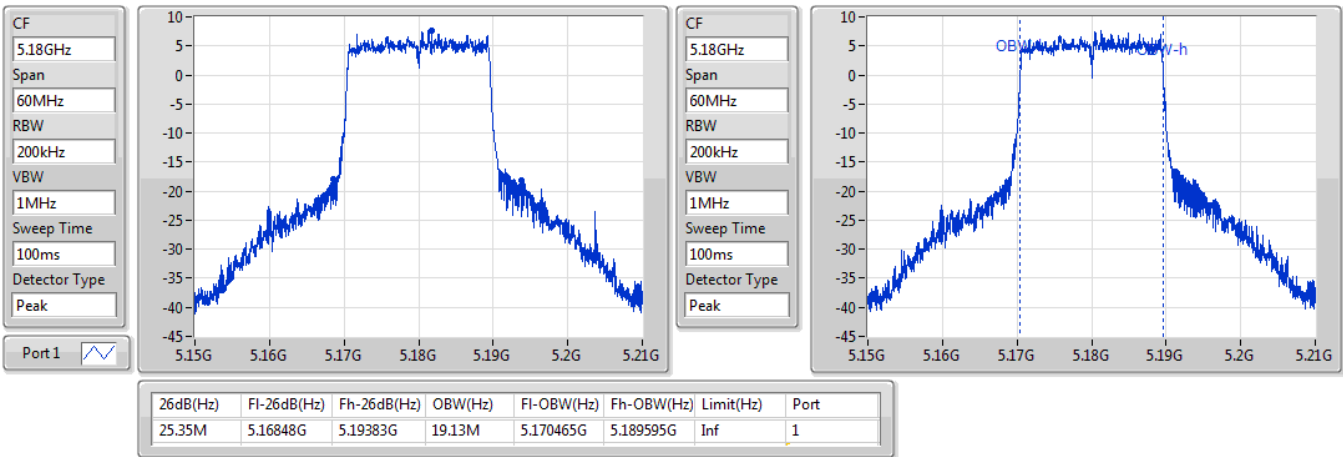 CF
5.18GHz
Span
60MHz
RBW
200kHz
VBW
1MHz
Sweep Time
100ms
Detector Type
Peak
Port 1
10
5
0
-5
-10
-15
-20
-25
-30
-35
-40
-45
5.15G 5.16G 5.17G 5.18G 5.19G 5.2G 5.21G
CF
5.18GHz
Span
60MHz
RBW
200kHz
VBW
1MHz
Sweep Time
100ms
Detector Type
Peak
10
5
0
-5
-10
-15
-20
-25
-30
-35
-40
-45
5.15G 5.16G 5.17G 5.18G 5.19G 5.2G 5.21G
26dB(Hz) Fl-26dB(Hz) Fh-26dB(Hz) OBW(Hz) Fl-OBW(Hz) Fh-OBW(Hz) Limit(Hz) Port
25.35M 5.16848G 5.19383G 19.13M 5.170465G 5.189595G Inf 1